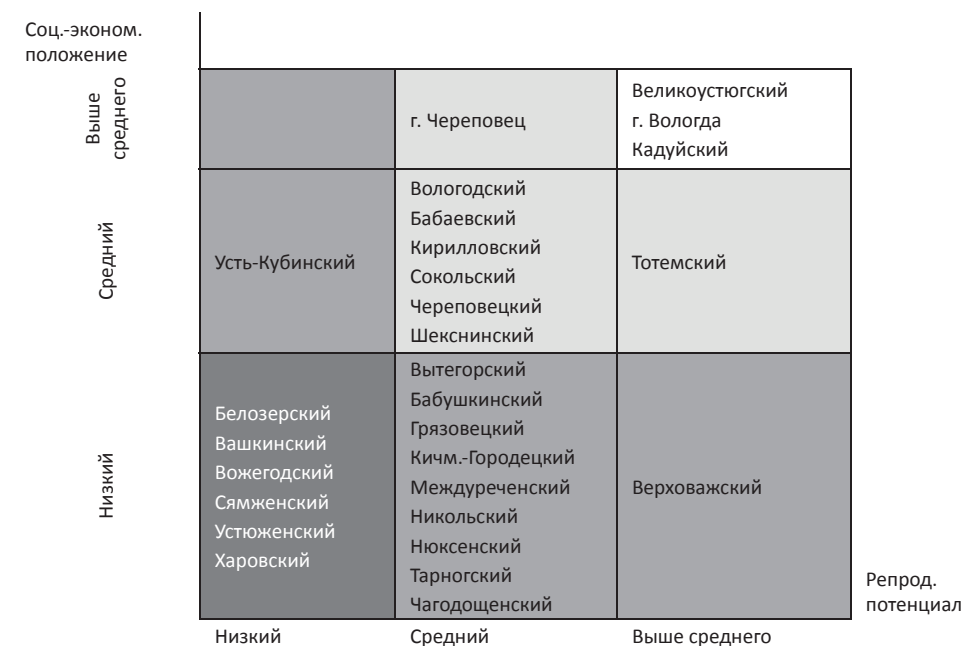 Соц.-эконом.
положение
Выше
среднего
г. Череповец
Великоустюгский
г. Вологда
Кадуйский
Средний
Усть-Кубинский
Вологодский
Бабаевский
Кирилловский
Сокольский
Череповецкий
Шекснинский
Тотемский
Низкий
Белозерский
Вашкинский
Вожегодский
Сямженский
Устюженский
Харовский
Вытегорский
Бабушкинский
Грязовецкий
Кичм.-Городецкий
Междуреченский
Никольский
Нюксенский
Тарногский
Чагодощенский
Верховажский
Репрод.
потенциал
Низкий
Средний
Выше среднего